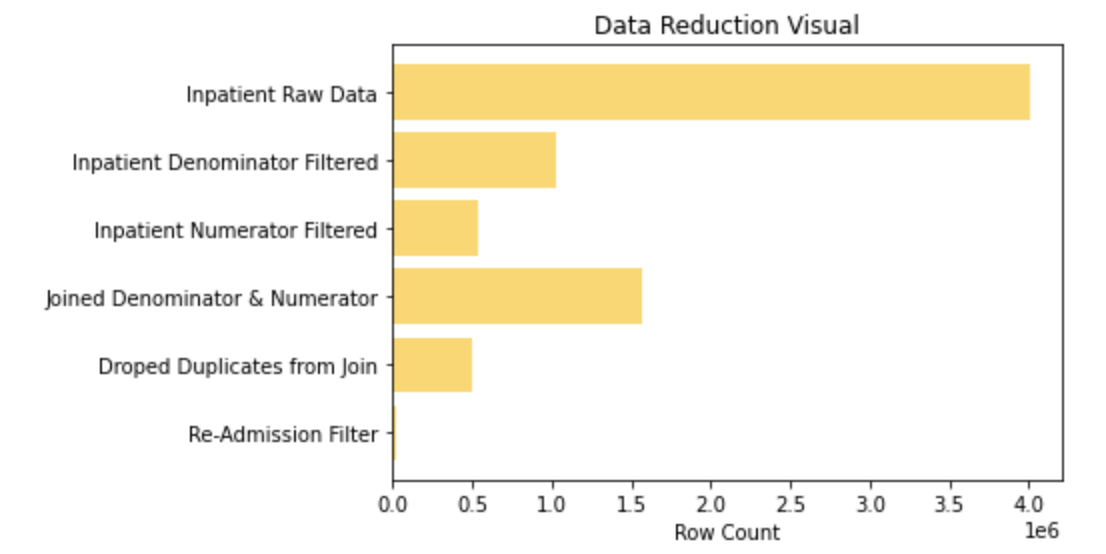 Data Reduction Visual
Inpatient Raw Data
Inpatient Denominator Filtered
Inpatient Numerator Filtered
Joined Denominator & Numerator
Droped Duplicates from Join
Re-Admission Filter
0.0 0.5 1.0 1.5 2.0 2.5 3.0 3.5 4.0
1e6
Row Count